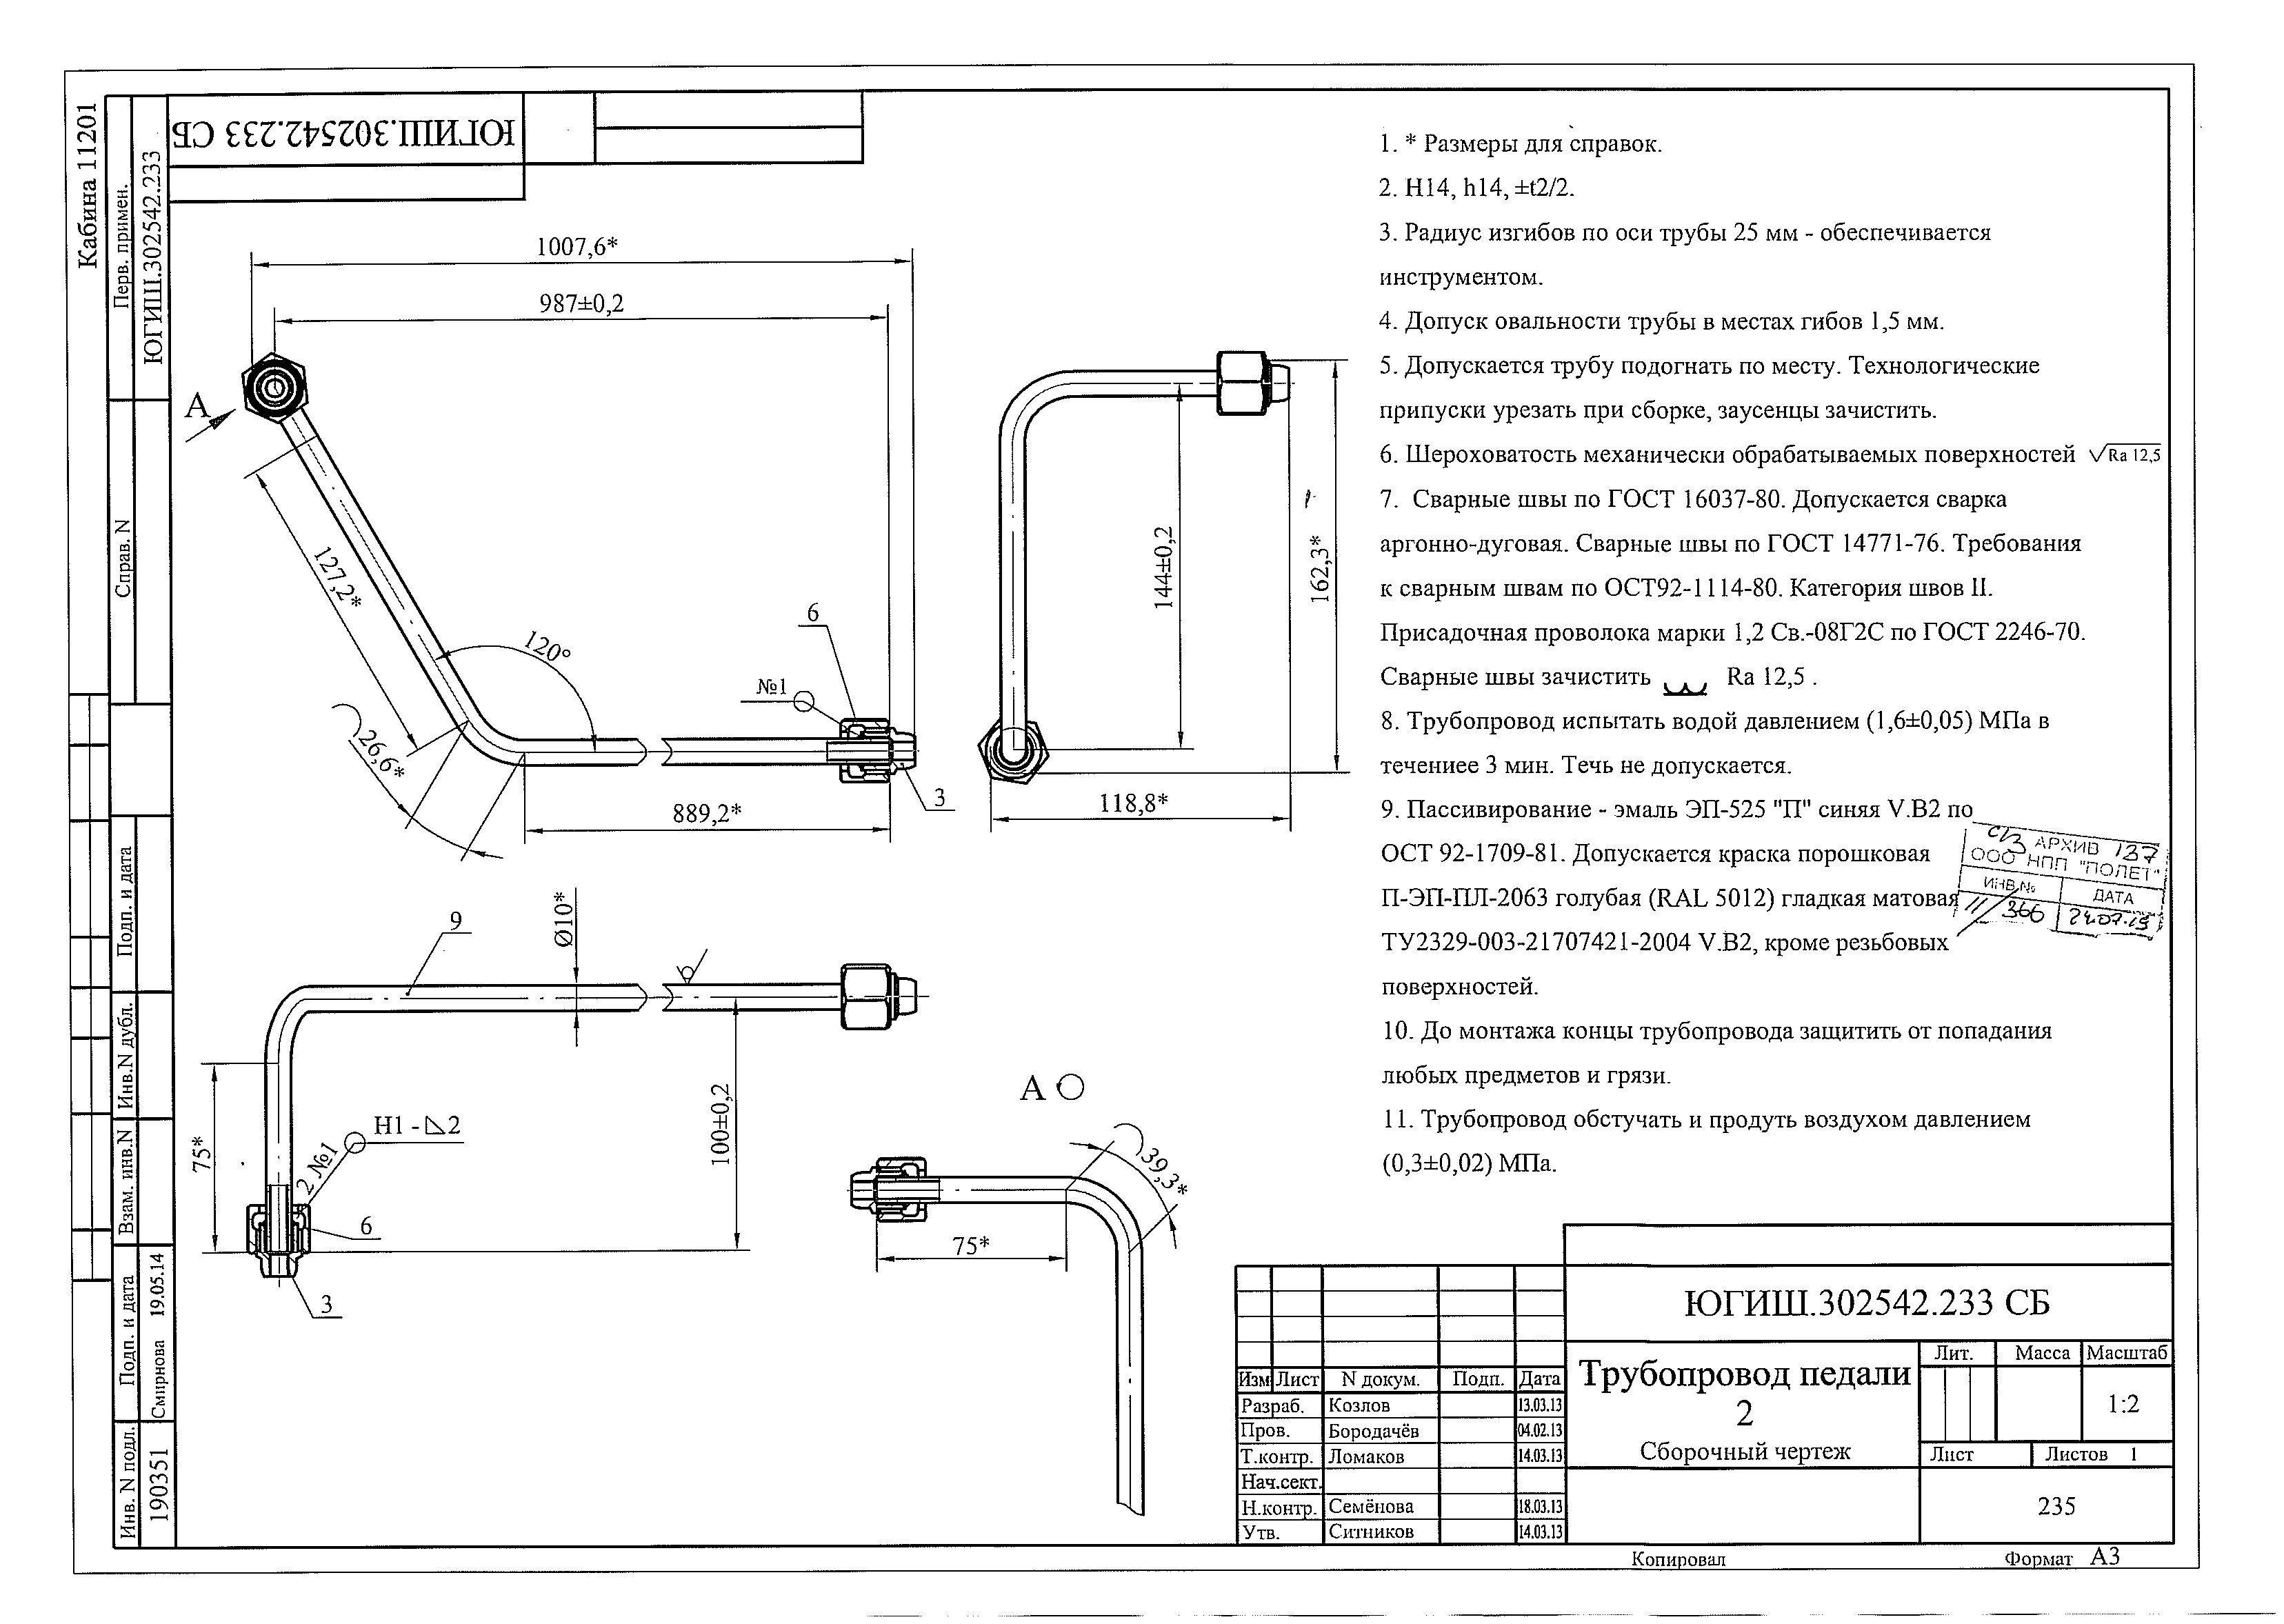 Кабина 11201
Перв. примен.
ЮГИШ.302542.233
Справ. N
Подп. и дата
Инв.N дубл.
Взам. инв.N
Подп. и дата
Смирнова 19.05.14
Инв. N подл.
190351
ЮГИШ.302542.233 СБ
1007,6*
987±0,2
А
127,2*
120°
26,6*
№1
6
3
889,2*
144±0,2
162,3*
118,8*
9
Ø10*
75*
100±0,2
2 №1
Н1 - ⊿2
6
3
А
39,3*
75*
1. * Размеры для справок.
2. H14, h14, ±t2/2.
3. Радиус изгибов по оси трубы 25 мм - обеспечивается
инструментом.
4. Допуск овальности трубы в местах гибов 1,5 мм.
5. Допускается трубу подогнать по месту. Технологические
припуски урезать при сборке, заусенцы зачистить.
6. Шероховатость механически обрабатываемых поверхностей √Ra 12,5
7. Сварные швы по ГОСТ 16037-80. Допускается сварка
аргонно-дуговая. Сварные швы по ГОСТ 14771-76. Требования
к сварным швам по ОСТ92-1114-80. Категория швов II.
Присадочная проволока марки 1,2 Св.-08Г2С по ГОСТ 2246-70.
Сварные швы зачистить Ra 12,5 .
8. Трубопровод испытать водой давлением (1,6±0,05) МПа в
течениее 3 мин. Течь не допускается.
9. Пассивирование - эмаль ЭП-525 "П" синяя V.B2 по
ОСТ 92-1709-81. Допускается краска порошковая
П-ЭП-ПЛ-2063 голубая (RAL 5012) гладкая матовая
ТУ2329-003-21707421-2004 V.B2, кроме резьбовых
поверхностей.
10. До монтажа концы трубопровода защитить от попадания
любых предметов и грязи.
11. Трубопровод обстучать и продуть воздухом давлением
(0,3±0,02) МПа.
АРХИВ 137
ООО НПП "ПОЛЕТ"
ИНВ.№ ДАТА
11/366 24.07.13
ЮГИШ.302542.233 СБ
Изм Лист N докум. Подп. Дата
Разраб. Козлов 13.03.13
Пров. Бородачёв 04.02.13
Т.контр. Ломаков 14.03.13
Нач.сект.
Н.контр. Семёнова 18.03.13
Утв. Ситников 14.03.13
Трубопровод педали
2
Сборочный чертеж
Лит. Масса Масштаб
1:2
Лист Листов 1
235
Копировал Формат А3